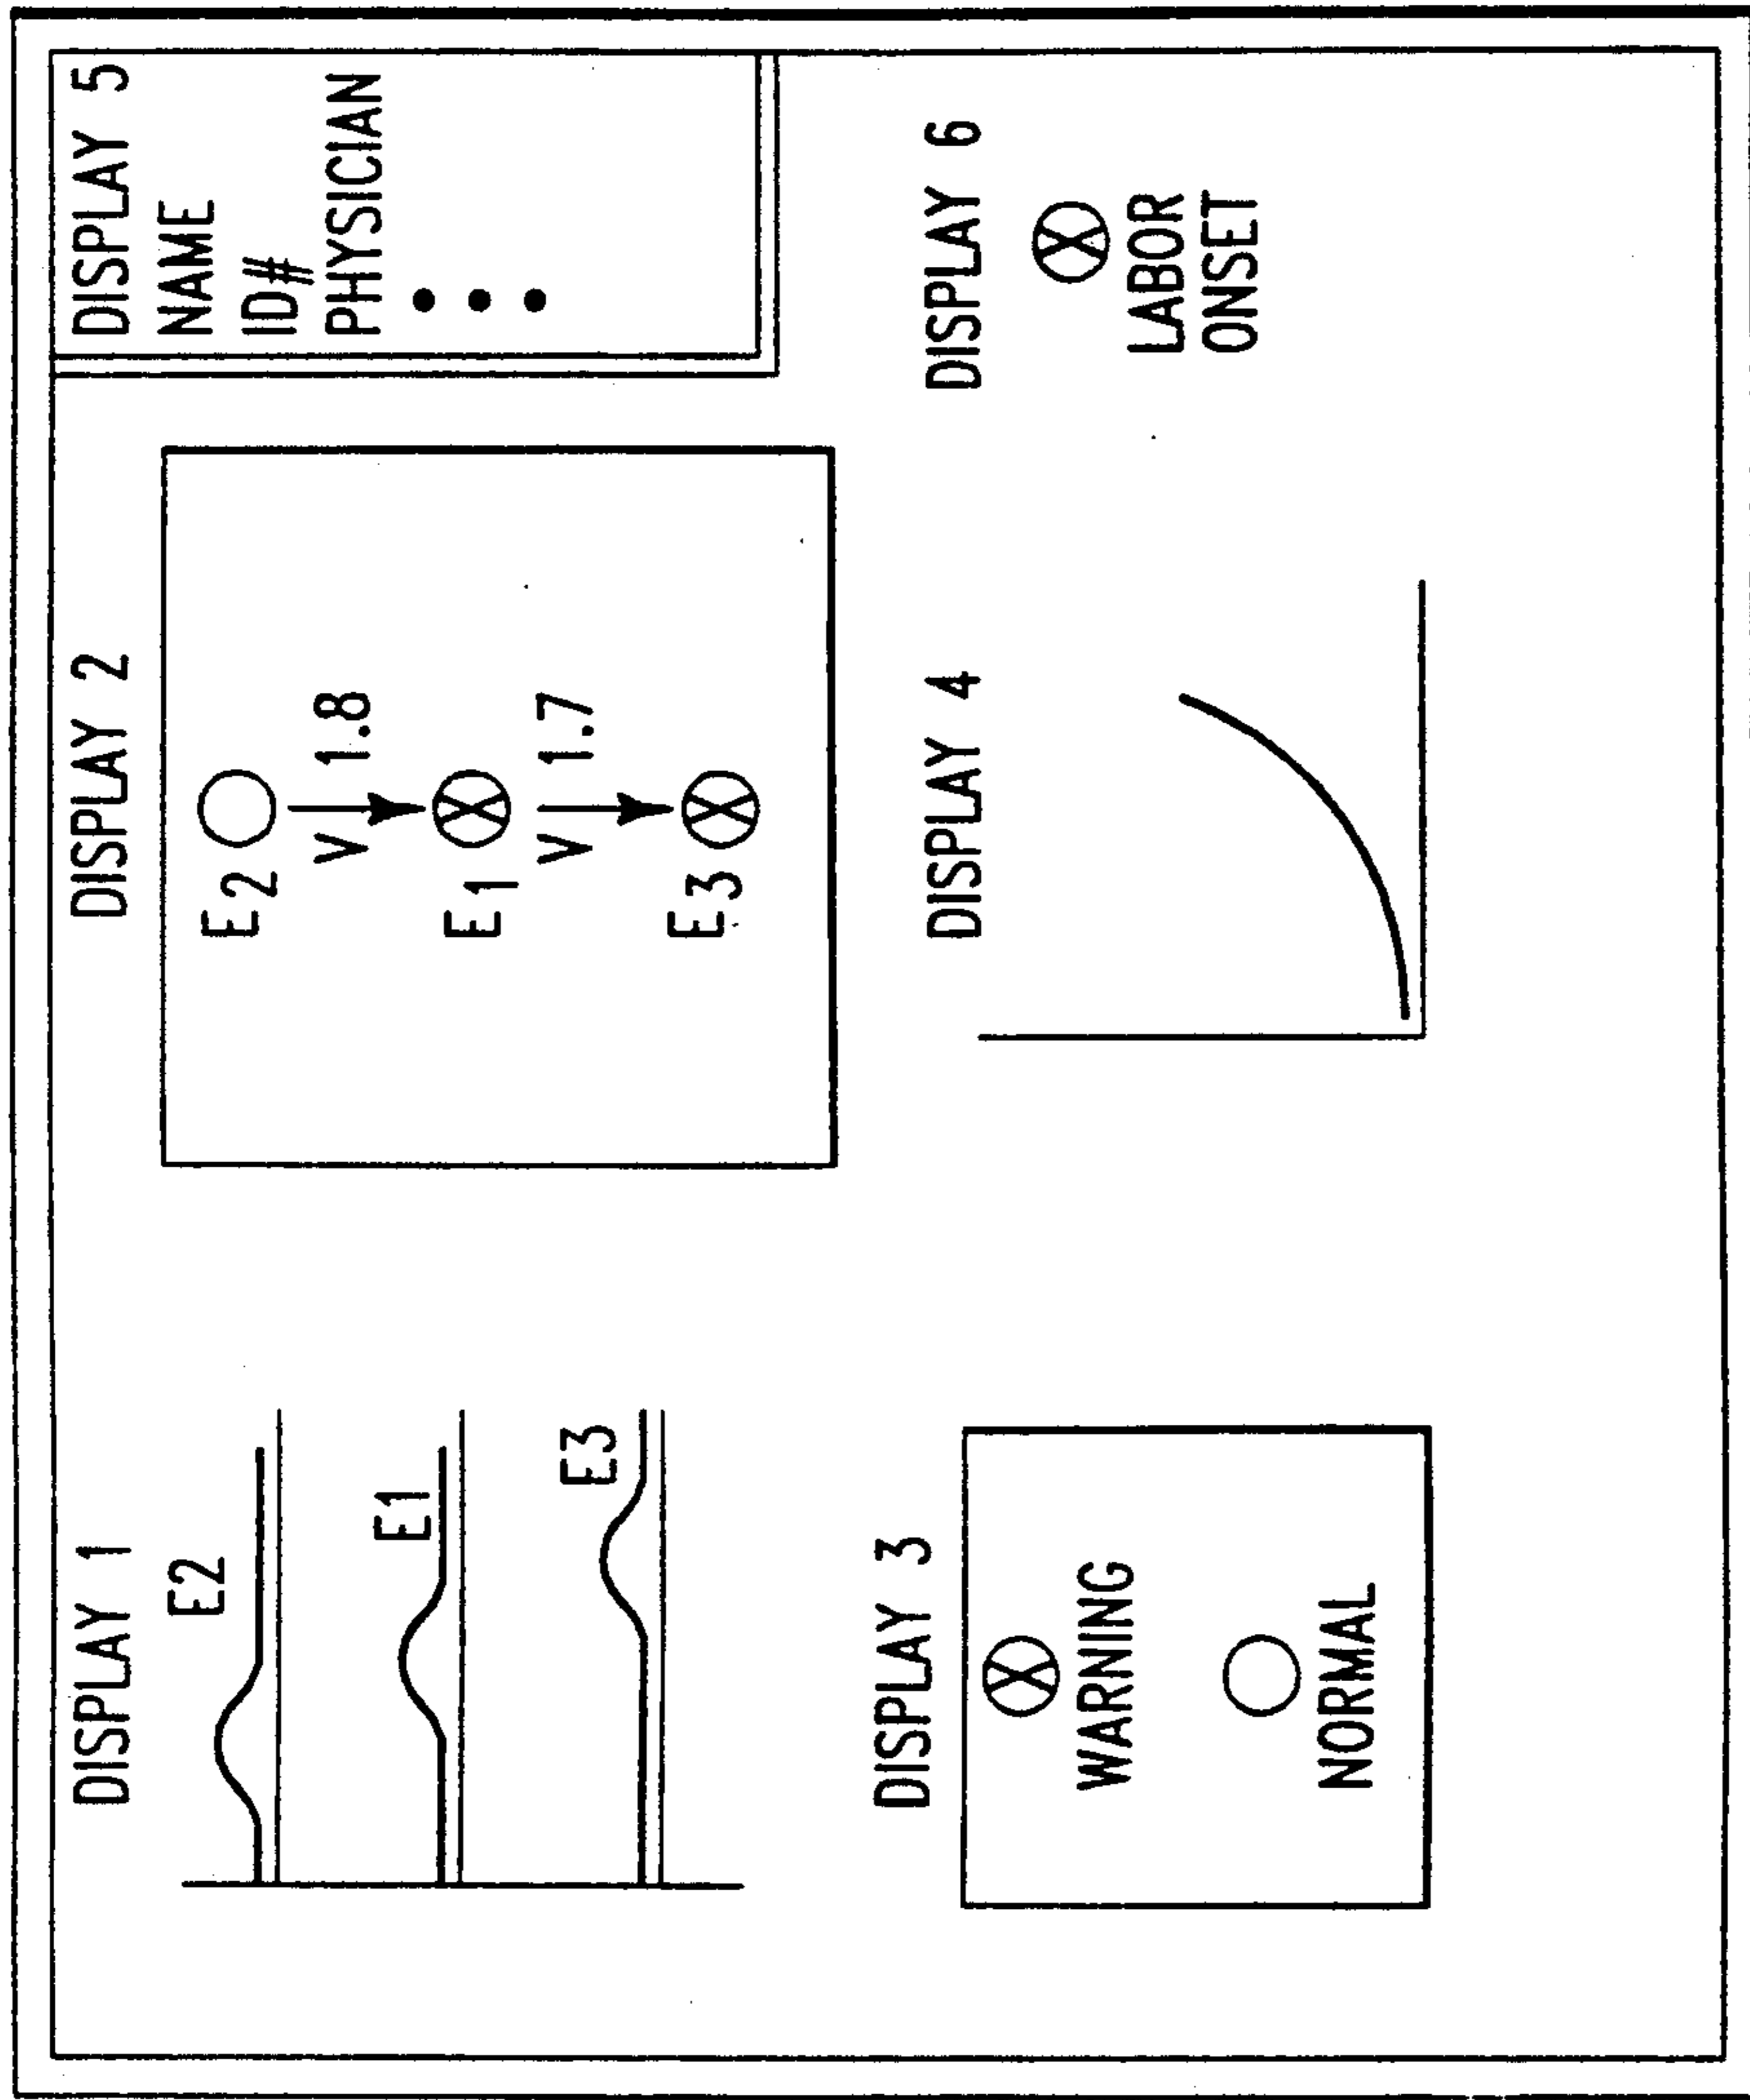 DISPLAY 1
E2
E1
E3
DISPLAY 2
E2
V 1.8
E1
V 1.7
E3
DISPLAY 5
NAME
ID#
PHYSICIAN
DISPLAY 3
WARNING
NORMAL
DISPLAY 4
DISPLAY 6
LABOR
ONSET